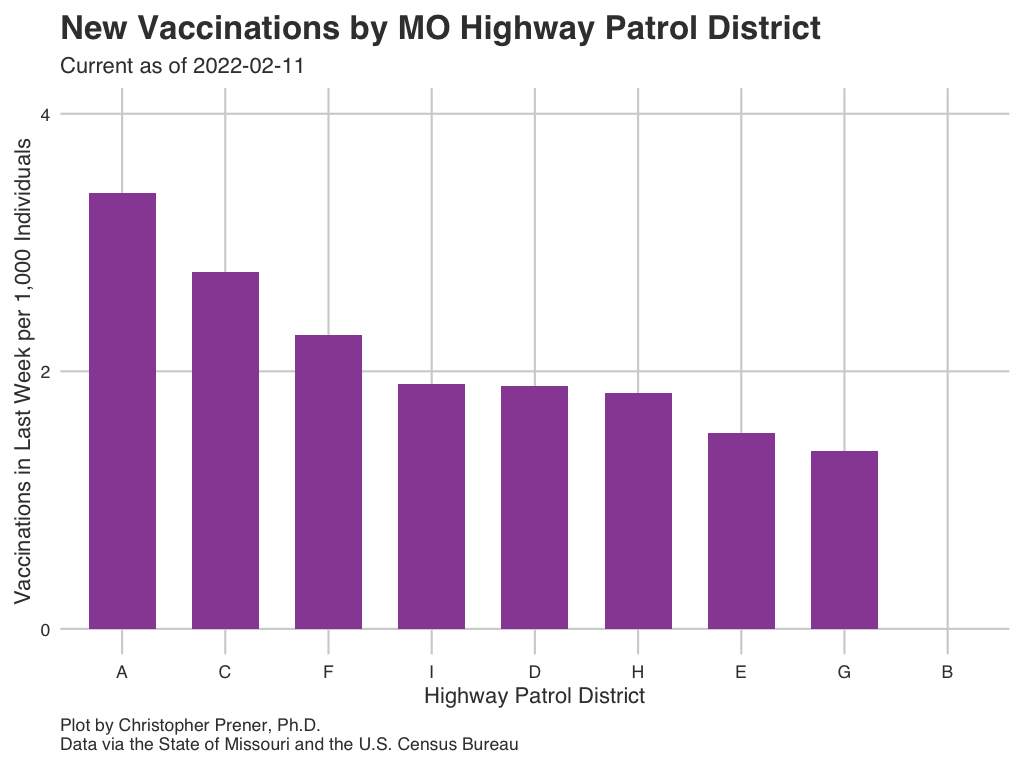 New Vaccinations by MO Highway Patrol District
Current as of 2022-02-11
Vaccinations in Last Week per 1,000 Individuals
4
2
0
A C F I D H E G B
Highway Patrol District
Plot by Christopher Prener, Ph.D.
Data via the State of Missouri and the U.S. Census Bureau